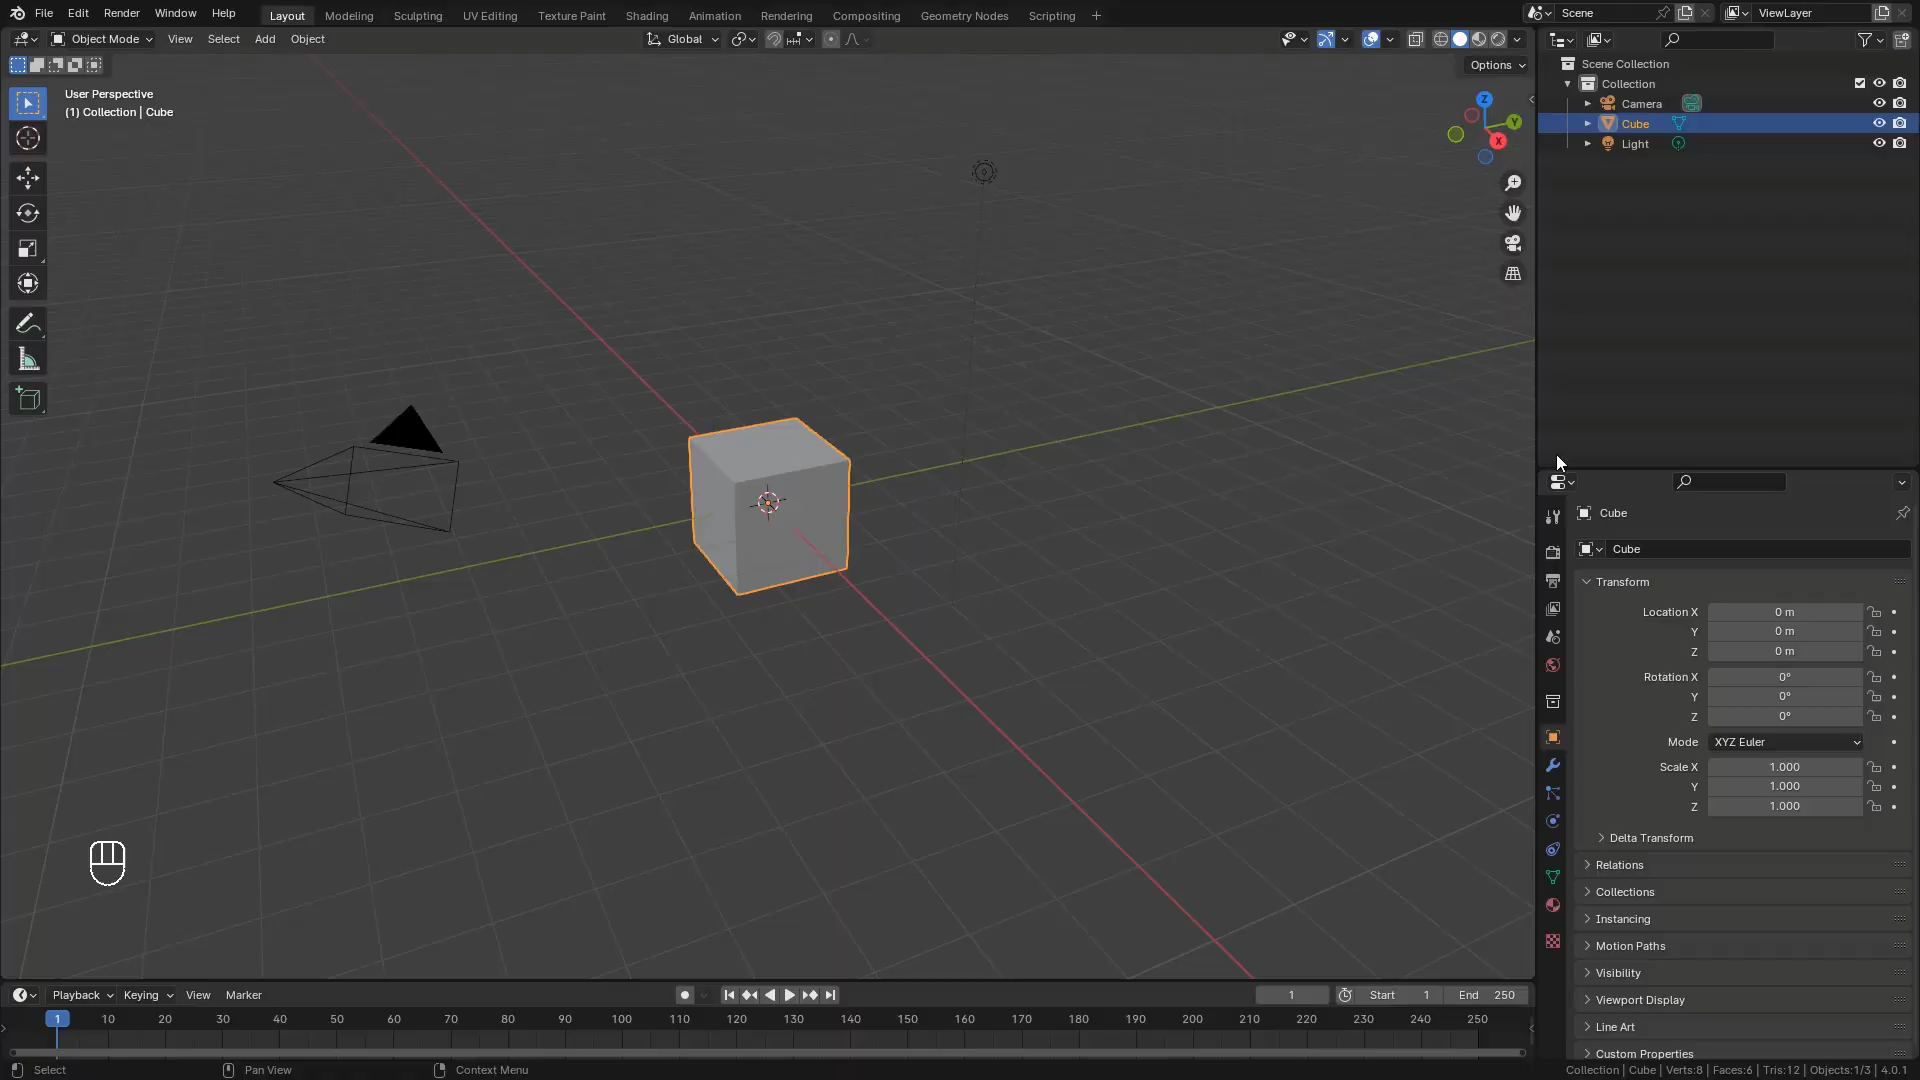 File Edit Render Window Help Layout Modeling Sculpting UV Editing Texture Paint Shading Animation Rendering Compositing Geometry Nodes Scripting + Scene ViewLayer
Object Mode View Select Add Object Global
Options
User Perspective
(1) Collection | Cube
Z
Y
X
Scene Collection
Collection
Camera
Cube
Light
Cube
Cube
Transform
Location X 0 m
Y 0 m
Z 0 m
Rotation X 0°
Y 0°
Z 0°
Mode XYZ Euler
Scale X 1.000
Y 1.000
Z 1.000
Delta Transform
Relations
Collections
Instancing
Motion Paths
Visibility
Viewport Display
Line Art
Custom Properties
Playback Keying View Marker 1 Start 1 End 250
1 10 20 30 40 50 60 70 80 90 100 110 120 130 140 150 160 170 180 190 200 210 220 230 240 250
Select Pan View Context Menu Collection | Cube | Verts:8 | Faces:6 | Tris:12 | Objects:1/3 | 4.0.1